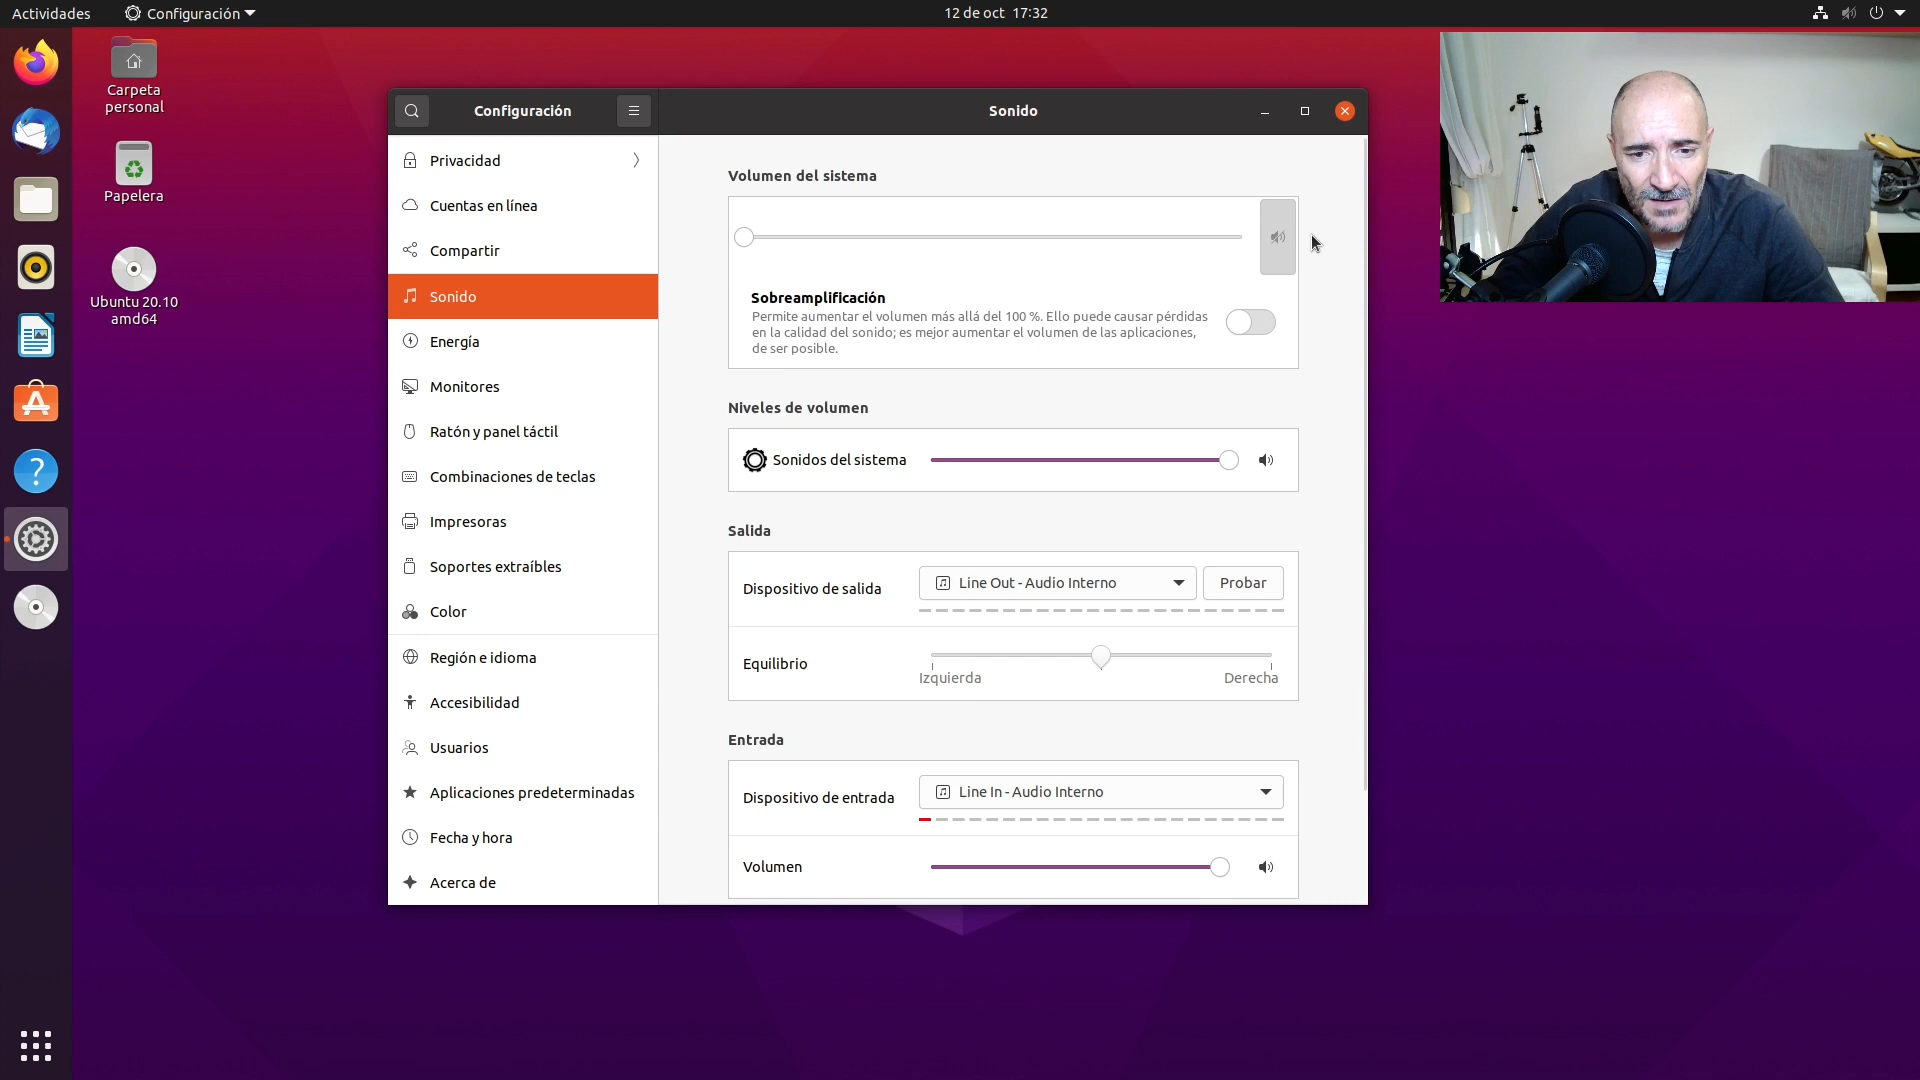 Actividades
Configuración
12 de oct 17:32
Carpeta
personal
Papelera
Ubuntu 20.10
amd64
Configuración
Sonido
Privacidad
Cuentas en línea
Compartir
Sonido
Energía
Monitores
Ratón y panel táctil
Combinaciones de teclas
Impresoras
Soportes extraíbles
Color
Región e idioma
Accesibilidad
Usuarios
Aplicaciones predeterminadas
Fecha y hora
Acerca de
Volumen del sistema
Sobreamplificación
Permite aumentar el volumen más allá del 100 %. Ello puede causar pérdidas
en la calidad del sonido; es mejor aumentar el volumen de las aplicaciones,
de ser posible.
Niveles de volumen
Sonidos del sistema
Salida
Dispositivo de salida
Line Out - Audio Interno
Probar
Equilibrio
Izquierda
Derecha
Entrada
Dispositivo de entrada
Line In - Audio Interno
Volumen